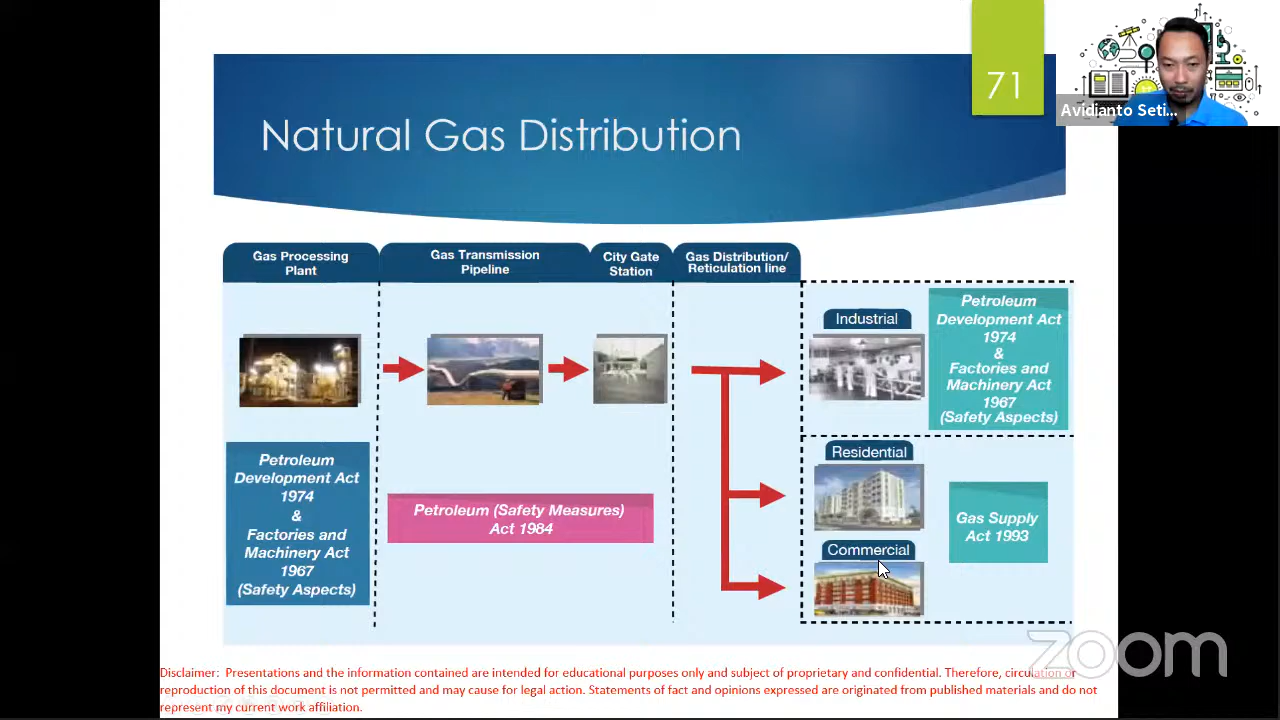 71
Avidianto Seti...
Natural Gas Distribution
Gas Processing
Plant
Gas Transmission
Pipeline
City Gate
Station
Gas Distribution/
Reticulation line
Industrial
Petroleum
Development Act
1974
&
Factories and
Machinery Act
1967
(Safety Aspects)
Petroleum
Development Act
1974
&
Factories and
Machinery Act
1967
(Safety Aspects)
Petroleum (Safety Measures)
Act 1984
Residential
Commercial
Gas Supply
Act 1993
zoom
Disclaimer: Presentations and the information contained are intended for educational purposes only and subject of proprietary and confidential. Therefore, circulation or
reproduction of this document is not permitted and may cause for legal action. Statements of fact and opinions expressed are originated from published materials and do not
represent my current work affiliation.